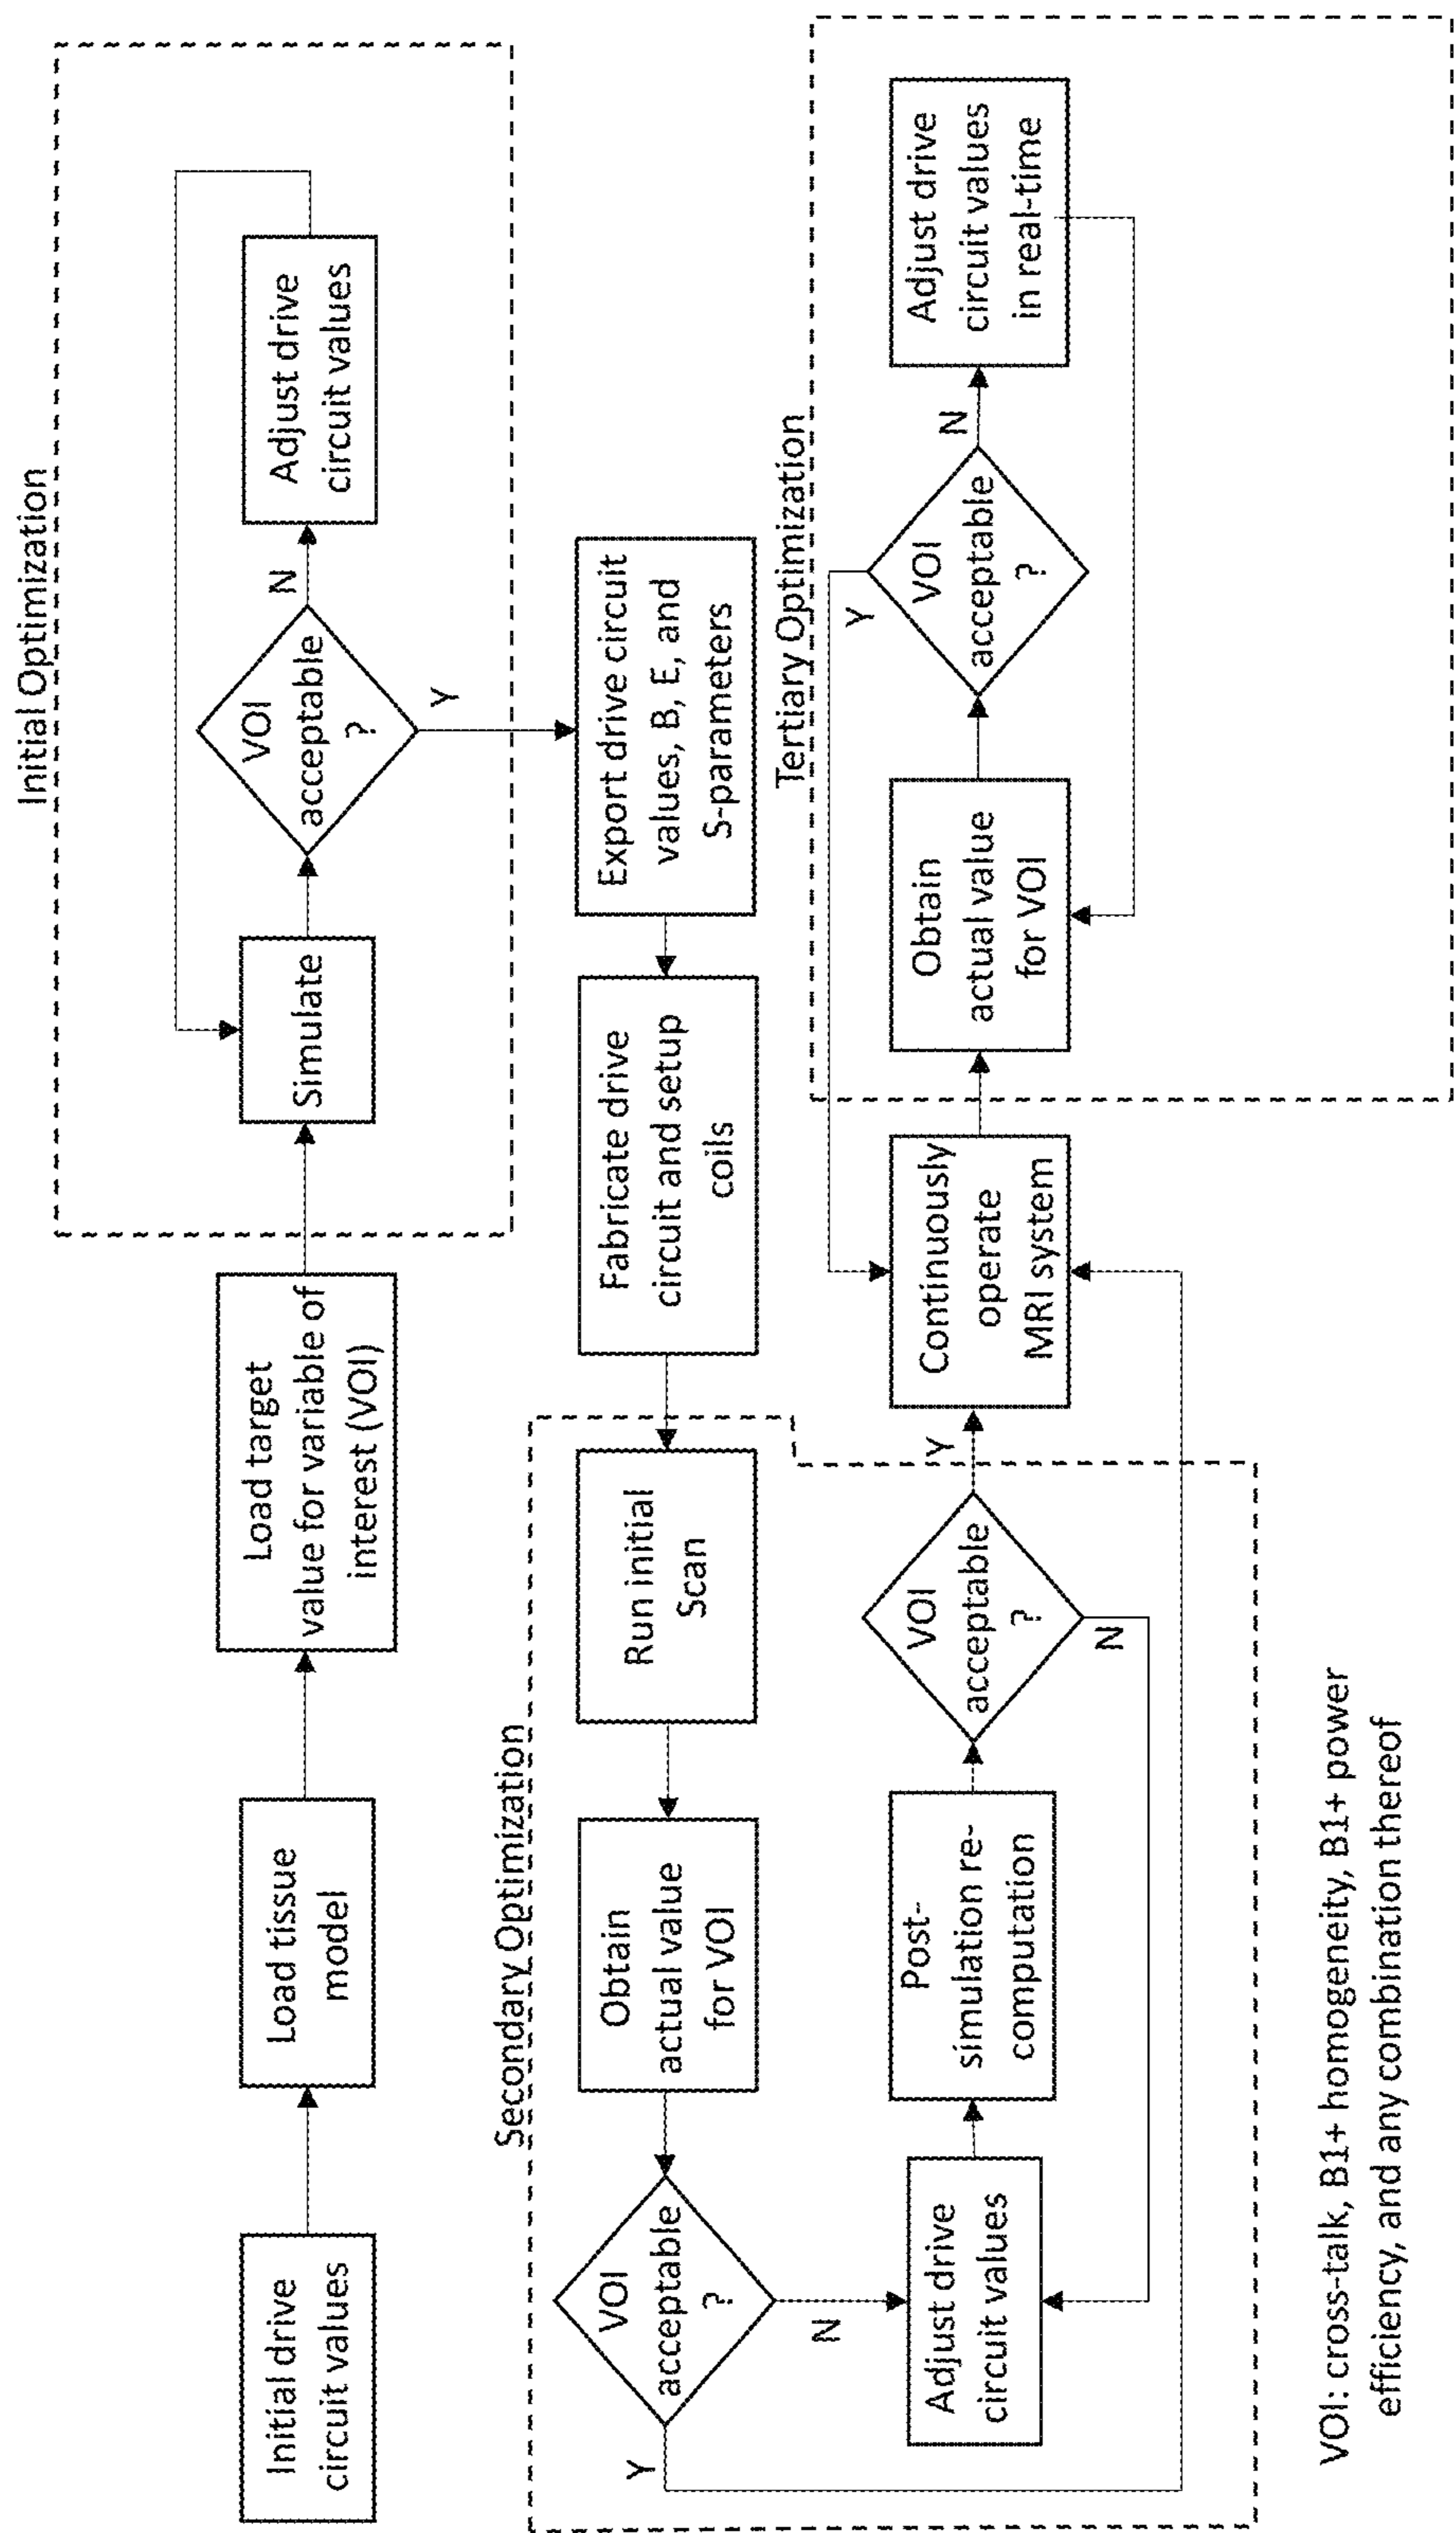 Initial drive
circuit values
Load tissue
model
Load target
value for variable of
interest (VOI)
Initial Optimization
Simulate
VOI
acceptable
?
N
Y
Adjust drive
circuit values
Export drive circuit
values, B, E, and
S-parameters
Fabricate drive
circuit and setup
coils
Secondary Optimization
Run initial
Scan
Obtain
actual value
for VOI
VOI
acceptable
?
Y
N
Adjust drive
circuit values
Post-
simulation re-
computation
VOI
acceptable
?
Y
N
Continuously
operate
MRI system
Tertiary Optimization
Obtain
actual value
for VOI
VOI
acceptable
?
Y
N
Adjust drive
circuit values
in real-time
VOI: cross-talk, B1+ homogeneity, B1+ power
efficiency, and any combination thereof